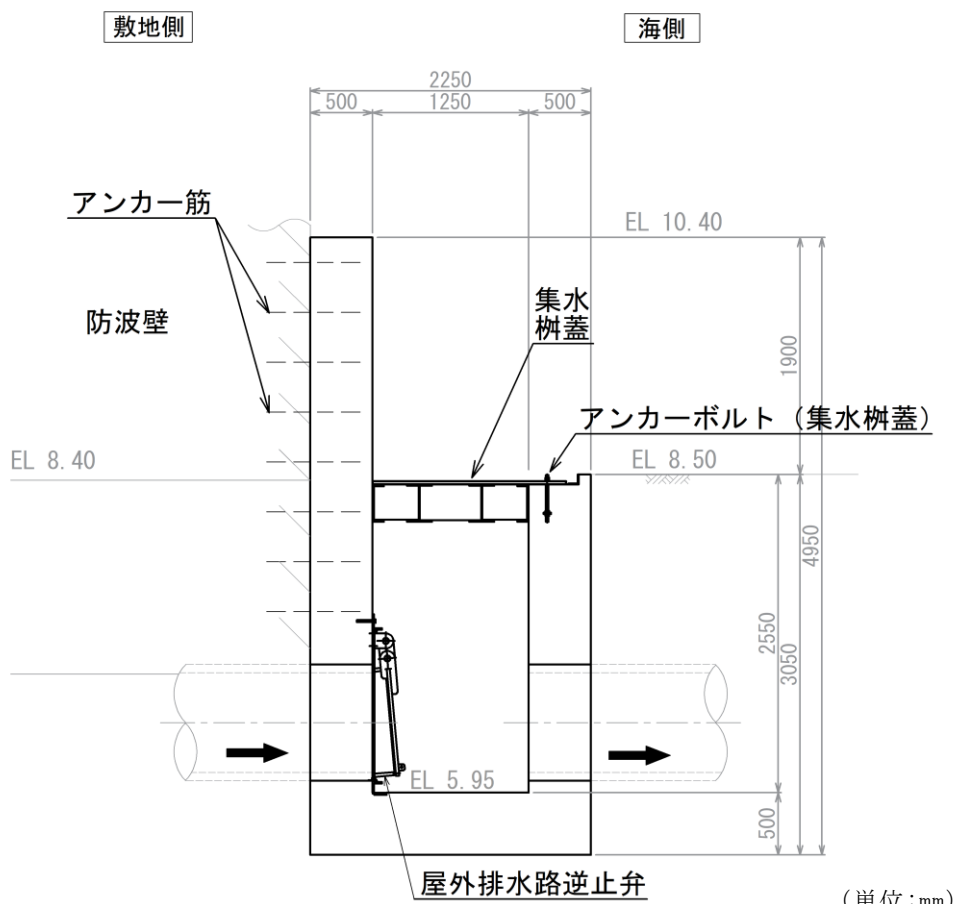 敷地側
海側
2250
500
1250
500
アンカー筋
EL 10.40
防波壁
集水
桝蓋
1900
アンカーボルト（集水桝蓋）
EL 8.40
EL 8.50
4950
2550
3050
EL 5.95
500
屋外排水路逆止弁
(単位:mm)